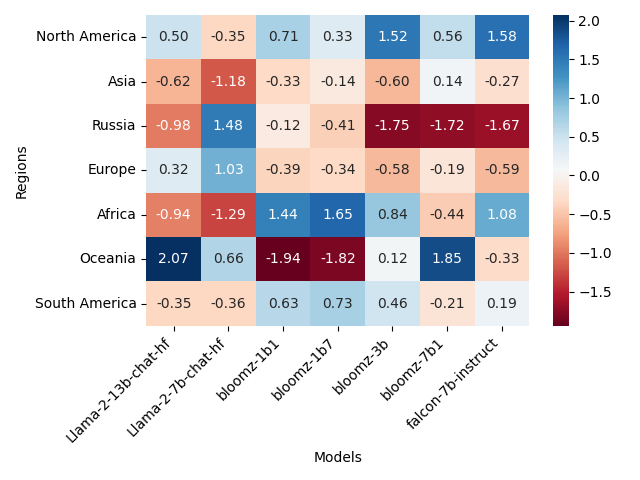 North America 0.50 -0.35 0.71 0.33 1.52 0.56 1.58
Asia -0.62 -1.18 -0.33 -0.14 -0.60 0.14 -0.27
Russia -0.98 1.48 -0.12 -0.41 -1.75 -1.72 -1.67
Europe 0.32 1.03 -0.39 -0.34 -0.58 -0.19 -0.59
Africa -0.94 -1.29 1.44 1.65 0.84 -0.44 1.08
Oceania 2.07 0.66 -1.94 -1.82 0.12 1.85 -0.33
South America -0.35 -0.36 0.63 0.73 0.46 -0.21 0.19
Regions
Llama-2-13b-chat-hf
Llama-2-7b-chat-hf
bloomz-1b1
bloomz-1b7
bloomz-3b
bloomz-7b1
falcon-7b-instruct
Models
2.0
1.5
1.0
0.5
0.0
−0.5
−1.0
−1.5